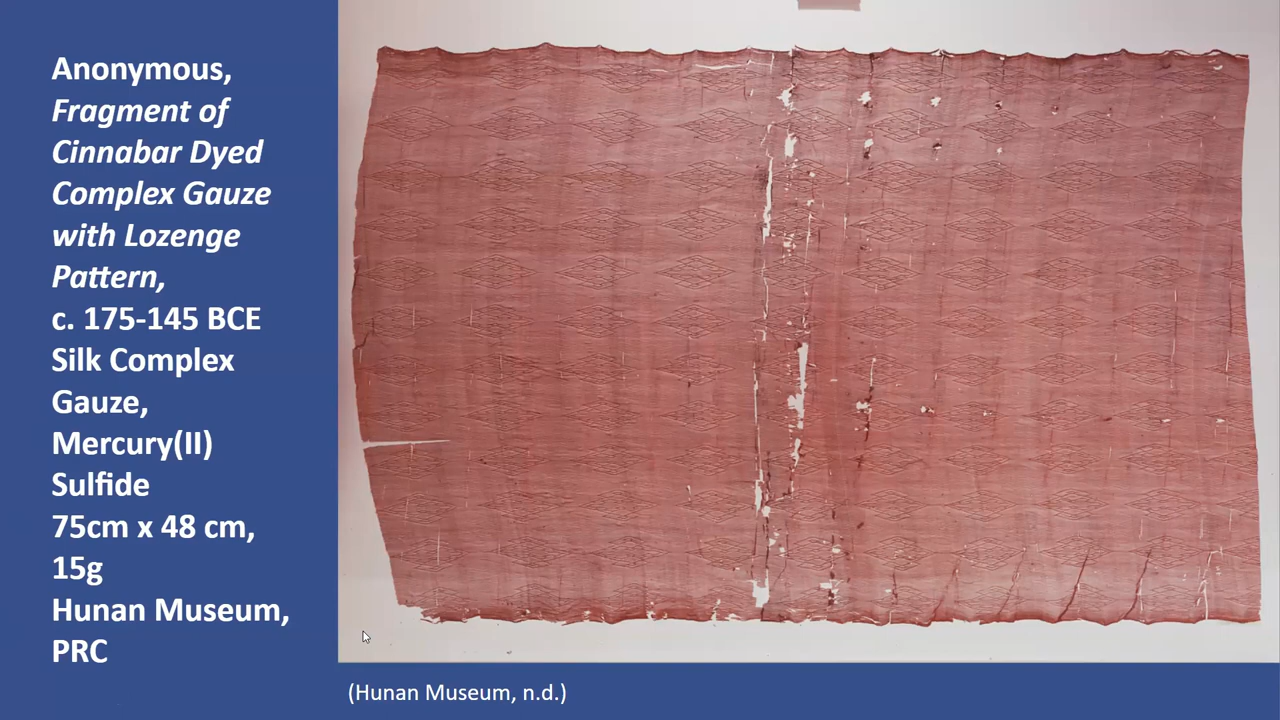 Anonymous,
Fragment of
Cinnabar Dyed
Complex Gauze
with Lozenge
Pattern,
c. 175-145 BCE
Silk Complex
Gauze,
Mercury(II)
Sulfide
75cm x 48 cm,
15g
Hunan Museum,
PRC
(Hunan Museum, n.d.)